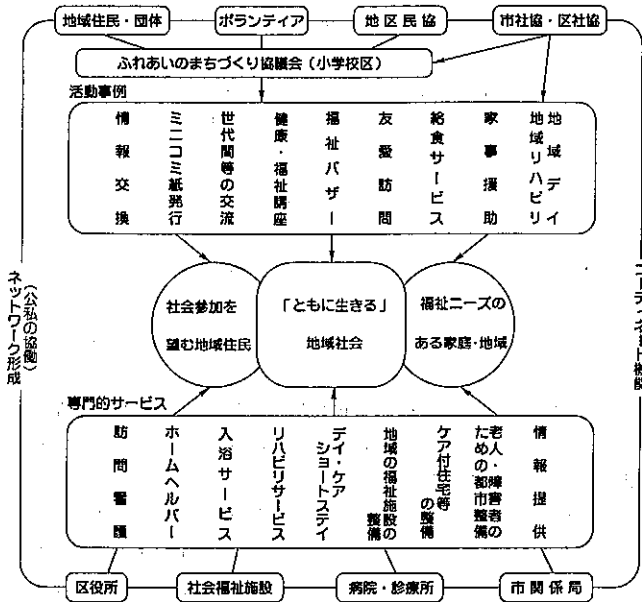 地域住民・団体
ボランティア
地区民協
市社協・区社協
ふれあいのまちづくり協議会(小学校区)
活動事例
情報交換
ミニコミ紙発行
世代間等の交流
健康・福祉講座
福祉バザー
友愛訪問
給食サービス
家事援助
地域リハビリ
地域デイ
社会参加を
望む地域住民
「ともに生きる」
地域社会
福祉ニーズの
ある家庭・地域
(公私の協働)
ネットワーク形成
専門的サービス
訪問看護
ホームヘルパー
入浴サービス
リハビリサービス
デイ・ケア
ショートステイ
地域の福祉施設の
整備
ケア付住宅等
の整備
老人・障害者の
ための都市整備
情報提供
区役所
社会福祉施設
病院・診療所
市関係局